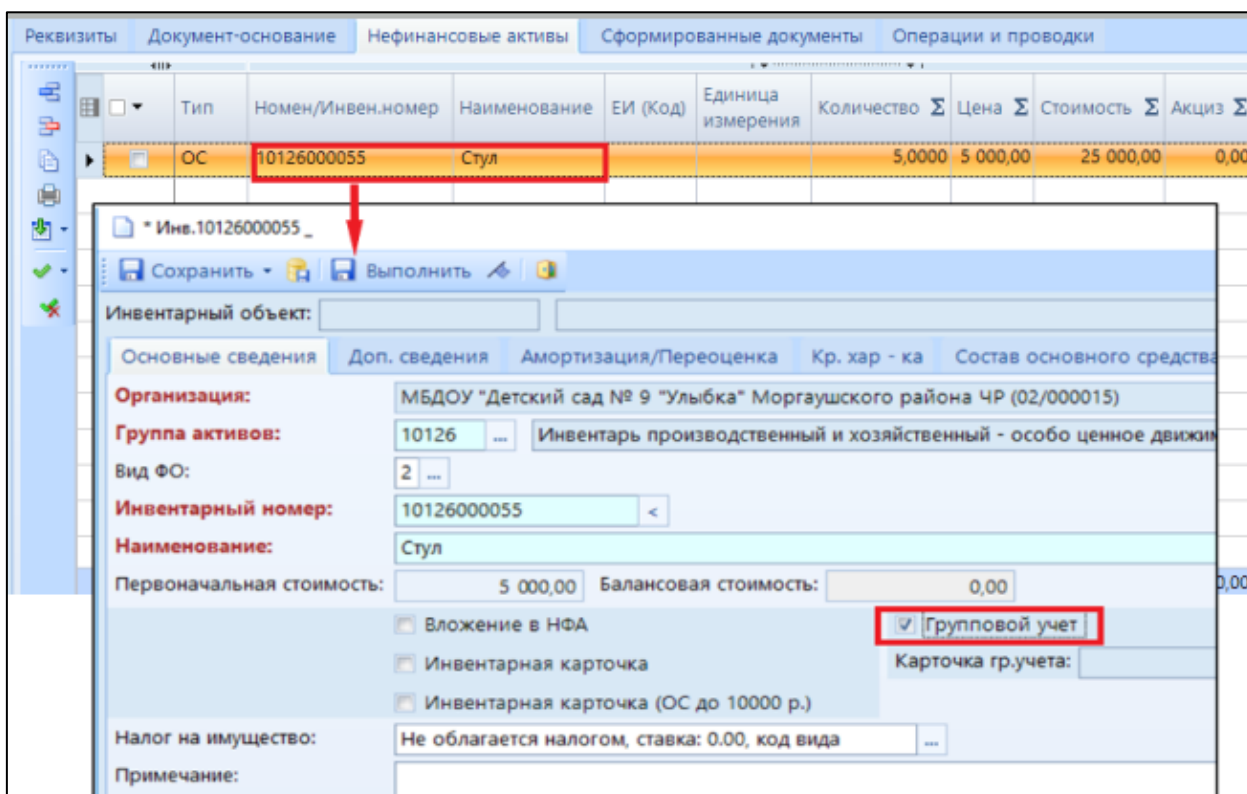 Реквизиты Документ-основание Нефинансовые активы Сформированные документы Операции и проводки
Тип Номен/Инвен.номер Наименование ЕИ (Код) Единица измерения Количество Σ Цена Σ Стоимость Σ Акциз Σ
ОС 10126000055 Стул 5,0000 5 000,00 25 000,00 0,00
* Инв.10126000055 _
Сохранить Выполнить
Инвентарный объект:
Основные сведения Доп. сведения Амортизация/Переоценка Кр. хар - ка Состав основного средства
Организация: МБДОУ "Детский сад № 9 "Улыбка" Моргаушского района ЧР (02/000015)
Группа активов: 10126 ... Инвентарь производственный и хозяйственный - особо ценное движим
Вид ФО: 2 ...
Инвентарный номер: 10126000055 <
Наименование: Стул
Первоначальная стоимость: 5 000,00 Балансовая стоимость: 0,00
0,00
Вложение в НФА Групповой учет
Инвентарная карточка Карточка гр.учета:
Инвентарная карточка (ОС до 10000 р.)
Налог на имущество: Не облагается налогом, ставка: 0.00, код вида ...
Примечание: